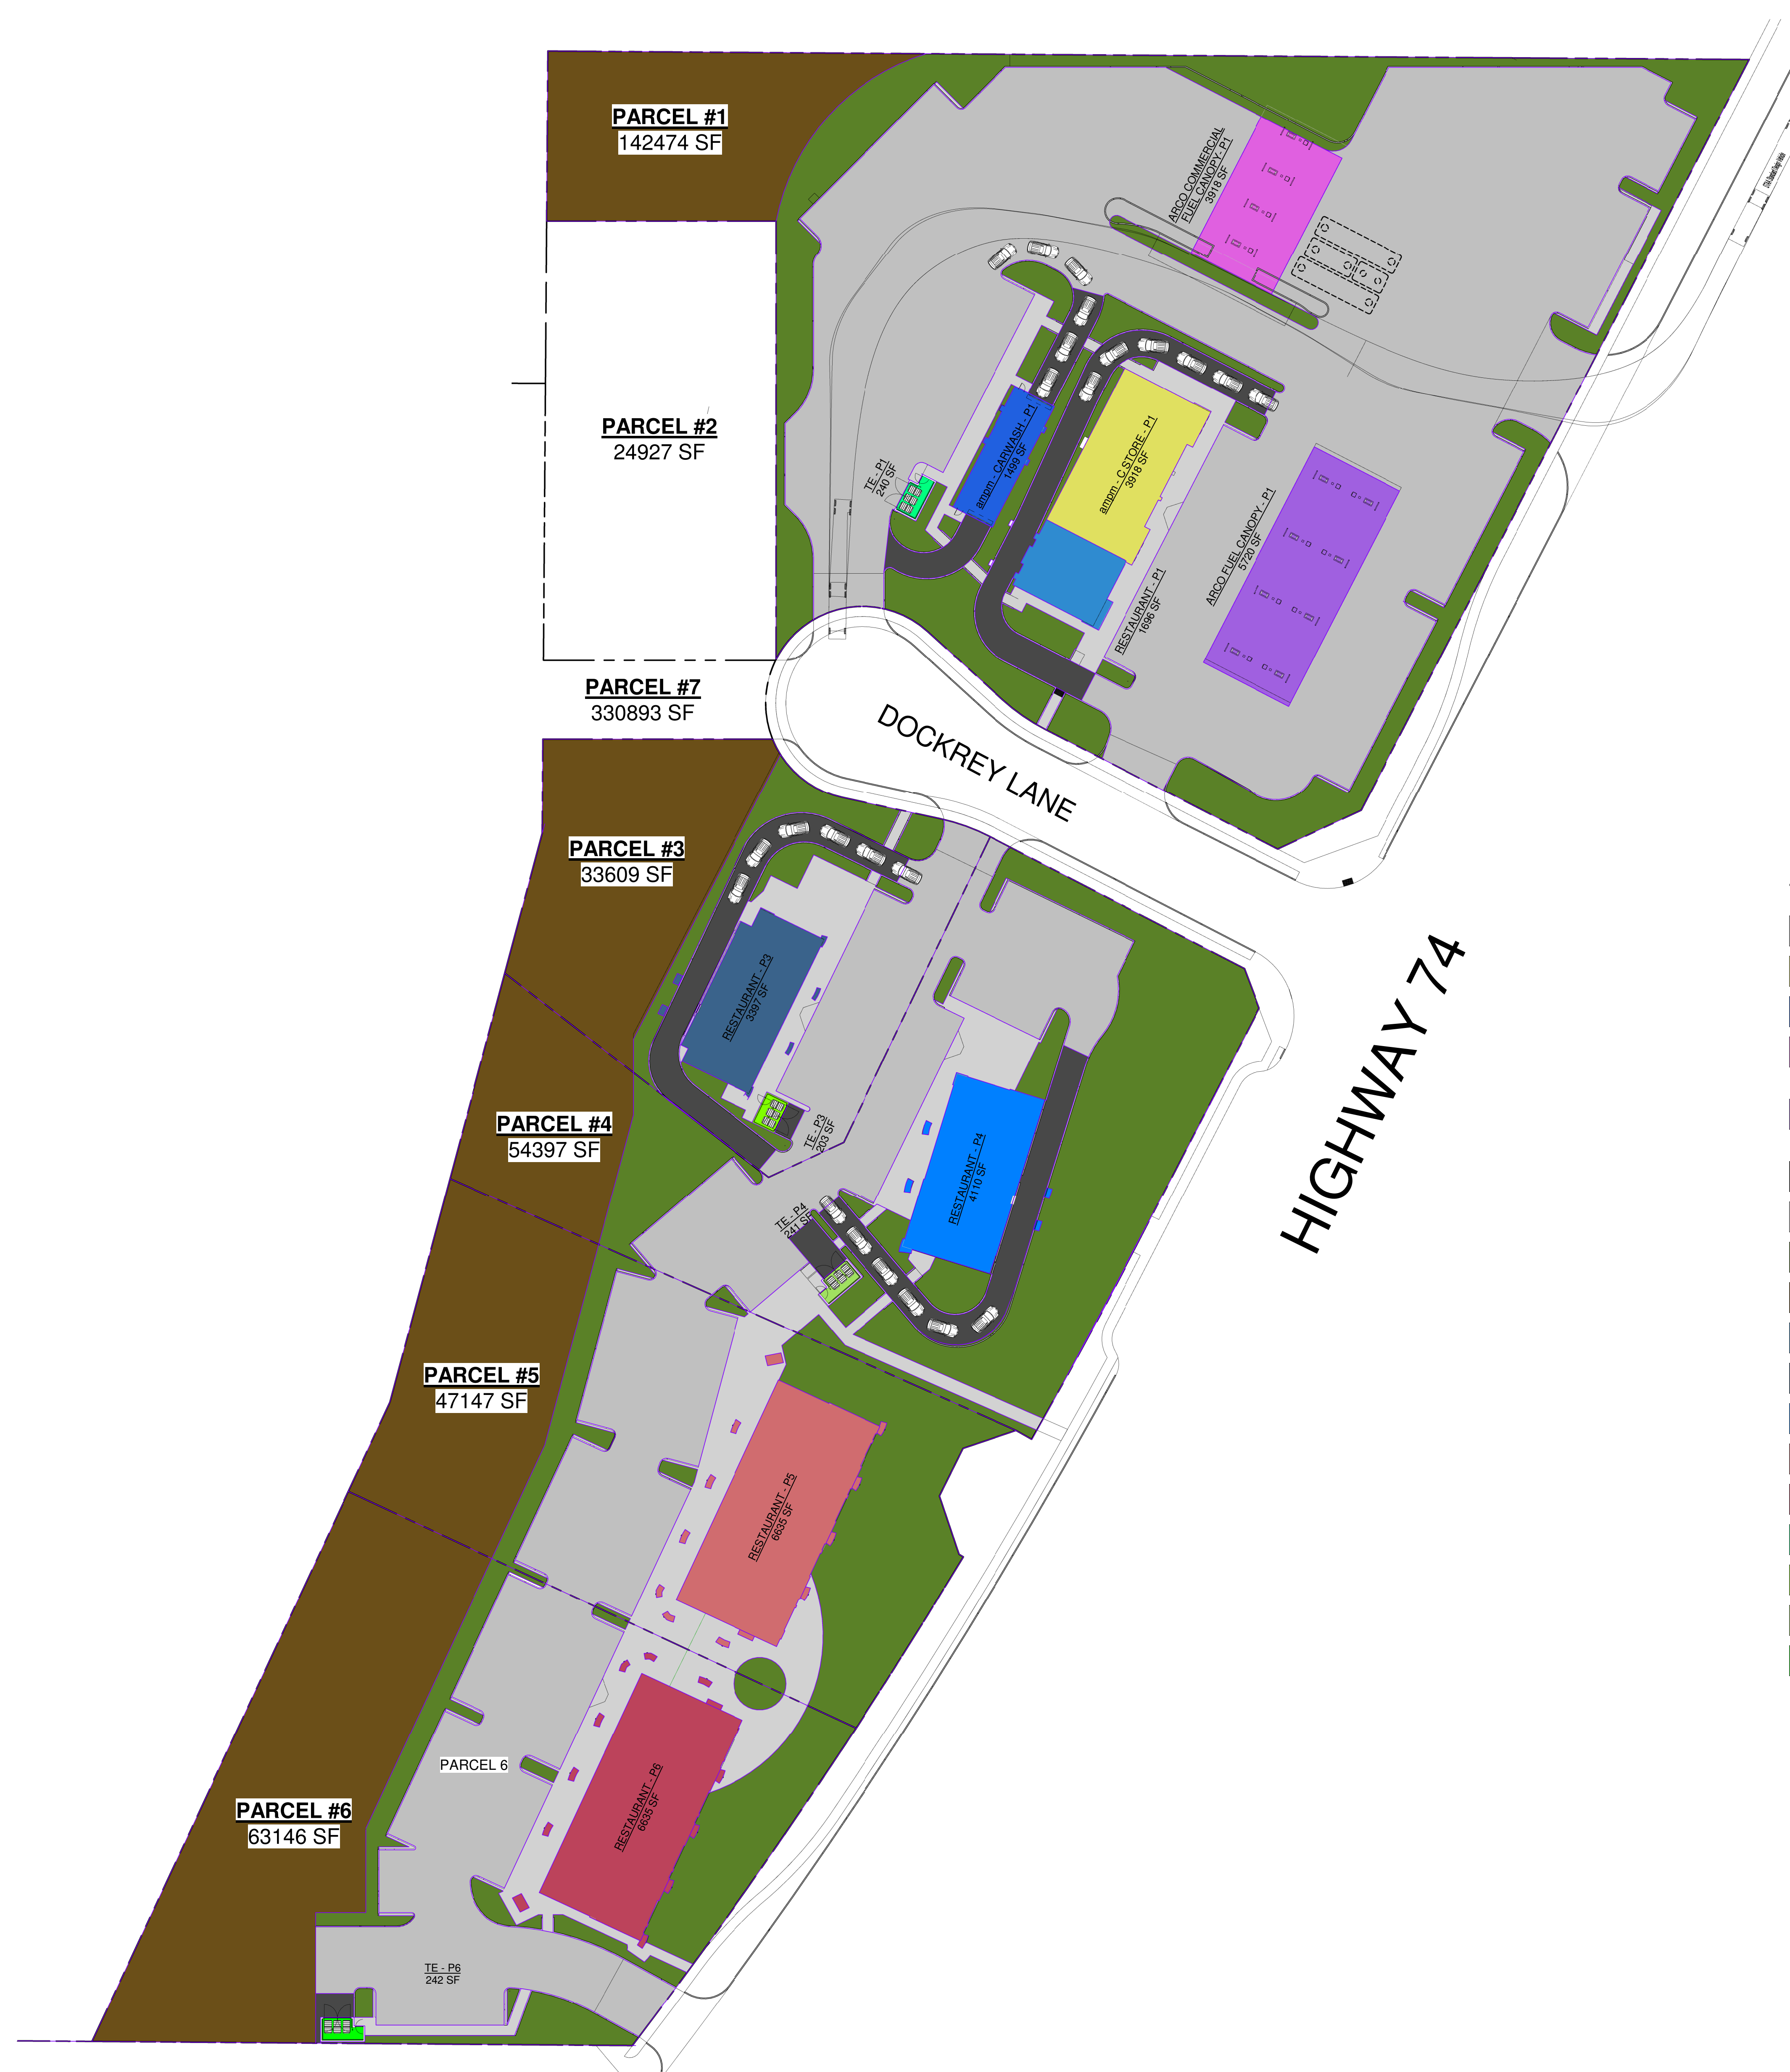 PARCEL #1
142474 SF
ARCO COMMERCIAL
FUEL CANOPY - P1
3918 SF
PARCEL #2
24927 SF
TE - P1
240 SF
ampm - CARWASH - P1
1499 SF
ampm - C STORE - P1
3918 SF
ARCO FUEL CANOPY - P1
5720 SF
RESTAURANT - P1
1696 SF
PARCEL #7
330893 SF
DOCKREY LANE
PARCEL #3
33609 SF
RESTAURANT - P3
3397 SF
HIGHWAY 74
PARCEL #4
54397 SF
TE - P3
203 SF
RESTAURANT - P4
4110 SF
TE - P4
241 SF
PARCEL #5
47147 SF
RESTAURANT - P5
6635 SF
PARCEL 6
RESTAURANT - P6
6635 SF
PARCEL #6
63146 SF
TE - P6
242 SF